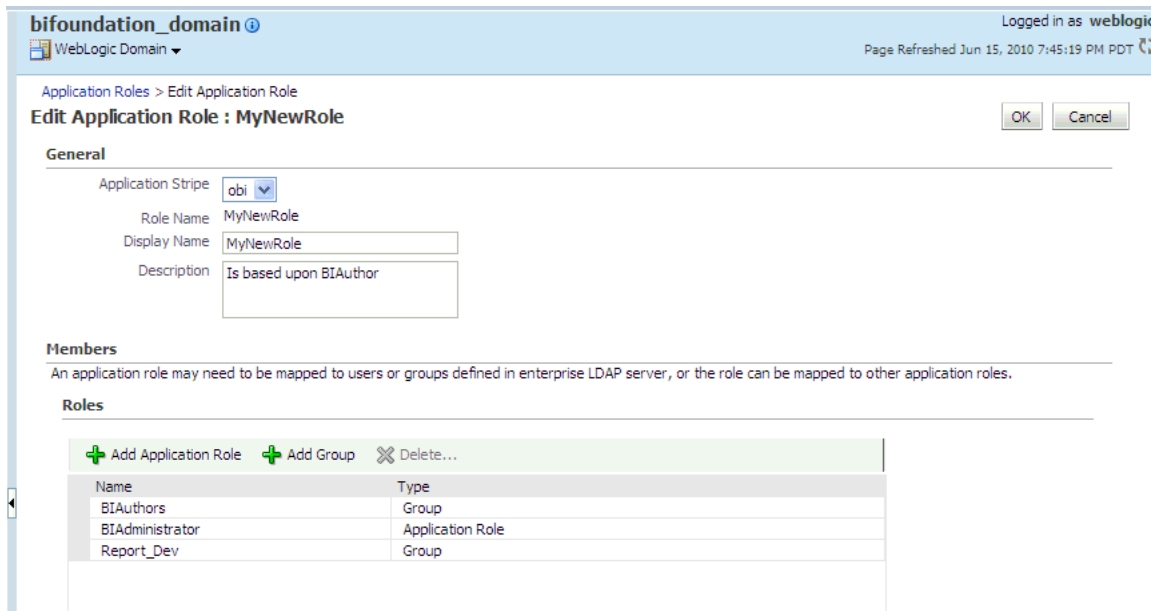 bifoundation_domain
Logged in as weblogic
WebLogic Domain
Page Refreshed Jun 15, 2010 7:45:19 PM PDT
Application Roles > Edit Application Role
Edit Application Role : MyNewRole
OK Cancel
General
Application Stripe obi
Role Name MyNewRole
Display Name MyNewRole
Description Is based upon BIAuthor
Members
An application role may need to be mapped to users or groups defined in enterprise LDAP server, or the role can be mapped to other application roles.
Roles
Add Application Role Add Group Delete...
Name Type
BIAuthors Group
BIAdministrator Application Role
Report_Dev Group